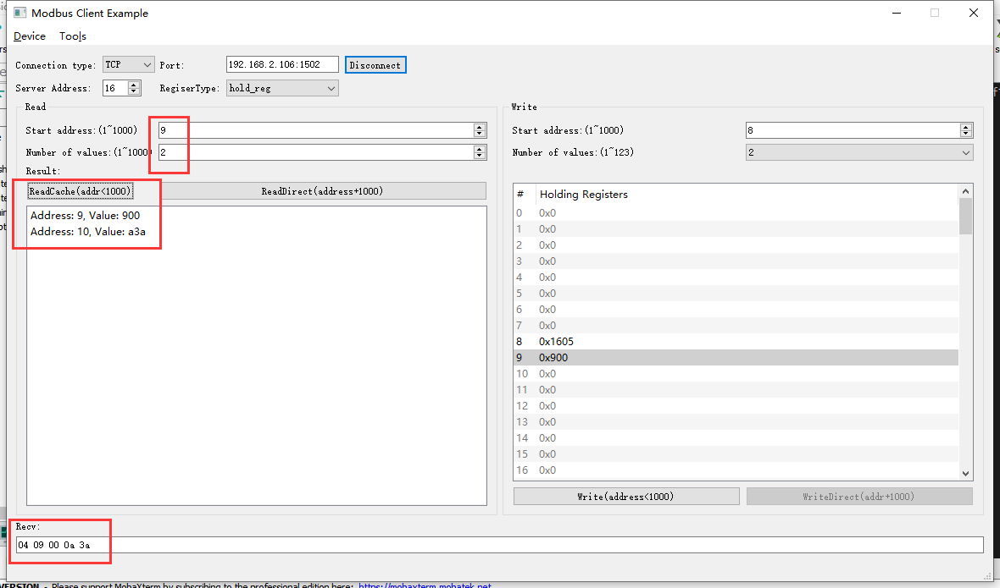 Modbus Client Example
Device Tools
Connection type: TCP Port: 192.168.2.106:1502 Disconnect
Server Address: 16 RegiserType: hold_reg
Read
Start address:(1~1000) 9
Number of values:(1~1000) 2
Result:
ReadCache(addr<1000) ReadDirect(address+1000)
Address: 9, Value: 900
Address: 10, Value: a3a
Write
Start address:(1~1000) 8
Number of values:(1~123) 2
# Holding Registers
0 0x0
1 0x0
2 0x0
3 0x0
4 0x0
5 0x0
6 0x0
7 0x0
8 0x1605
9 0x900
10 0x0
11 0x0
12 0x0
13 0x0
14 0x0
15 0x0
16 0x0
Write(address<1000) WriteDirect(addr+1000)
Recv:
04 09 00 0a 3a
VERSION - Please support MobaXterm by subscribing to the professional edition here: https://mobaxterm.mobatek.net